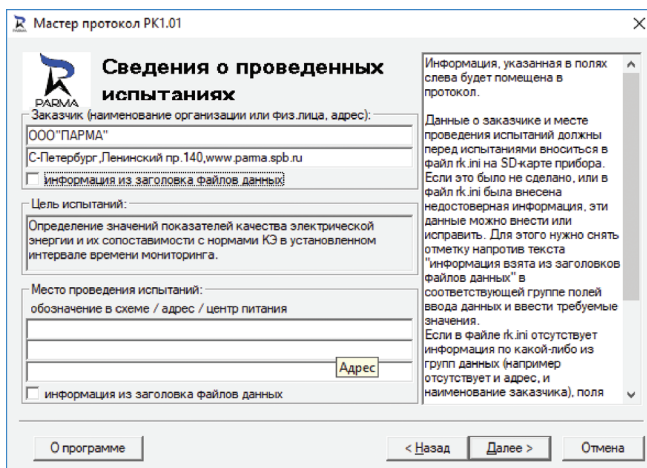 Мастер протокол РК1.01
PARMA
Сведения о проведенных
испытаниях
PARMA
Заказчик (наименование организации или физ.лица, адрес):
ООО"ПАРМА"
С-Петербург,Ленинский пр.140,www.parma.spb.ru
информация из заголовка файлов данных
Цель испытаний:
Определение значений показателей качества электрической
энергии и их сопоставимости с нормами КЭ в установленном
интервале времени мониторинга.
Место проведения испытаний:
обозначение в схеме / адрес / центр питания
Адрес
информация из заголовка файлов данных
Информация, указанная в полях
слева будет помещена в
протокол.
Данные о заказчике и месте
проведения испытаний должны
перед испытаниями вноситься в
файл rk.ini на SD-карте прибора.
Если это было не сделано, или в
файл rk.ini была внесена
недостоверная информация, эти
данные можно внести или
исправить. Для этого нужно снять
отметку напротив текста
"информация взята из заголовков
файлов данных" в
соответствующей группе полей
ввода данных и ввести требуемые
значения.
Если в файле rk.ini отсутствует
информация по какой-либо из
групп данных (например
отсутствует и адрес, и
наименование заказчика), поля
О программе
< Назад
Далее >
Отмена